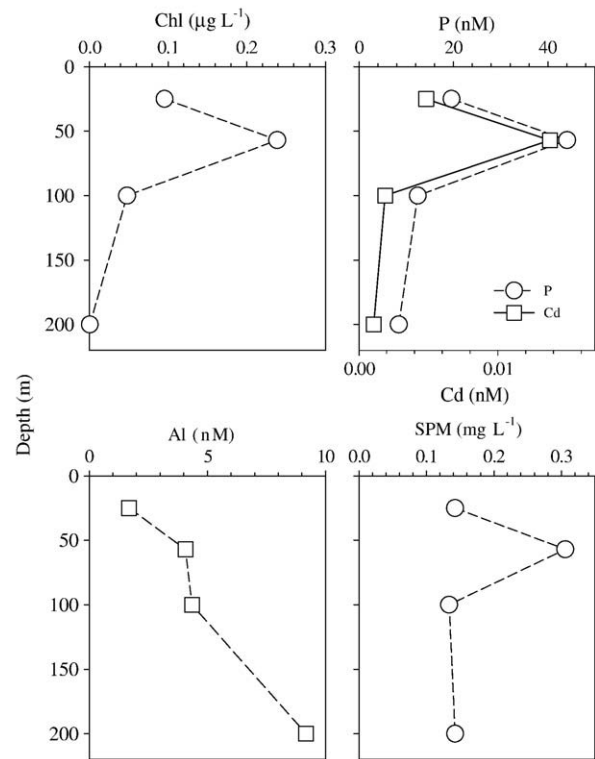 Chl (μg L⁻¹)
0.0 0.1 0.2 0.3
P (nM)
0 20 40
0
50
100
150
200
P
Cd
0.00 0.01
Cd (nM)
Depth (m)
Al (nM)
0 5 10
SPM (mg L⁻¹)
0.0 0.1 0.2 0.3
0
50
100
150
200